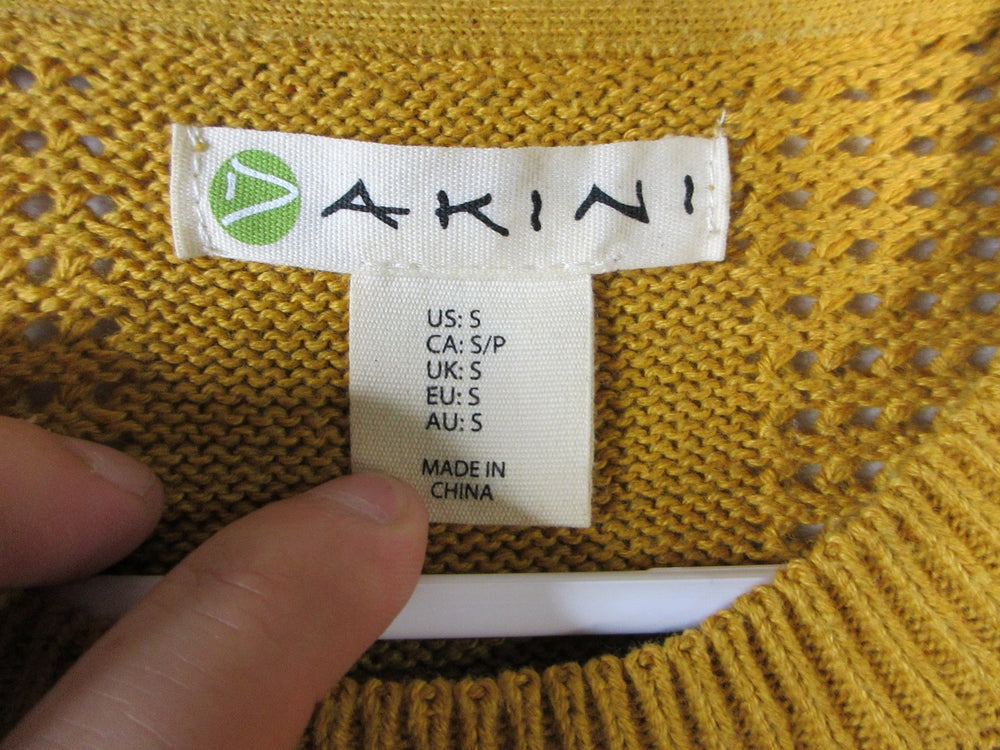 AKINI
US: S
CA: S/P
UK: S
EU: S
AU: S
MADE IN
CHINA